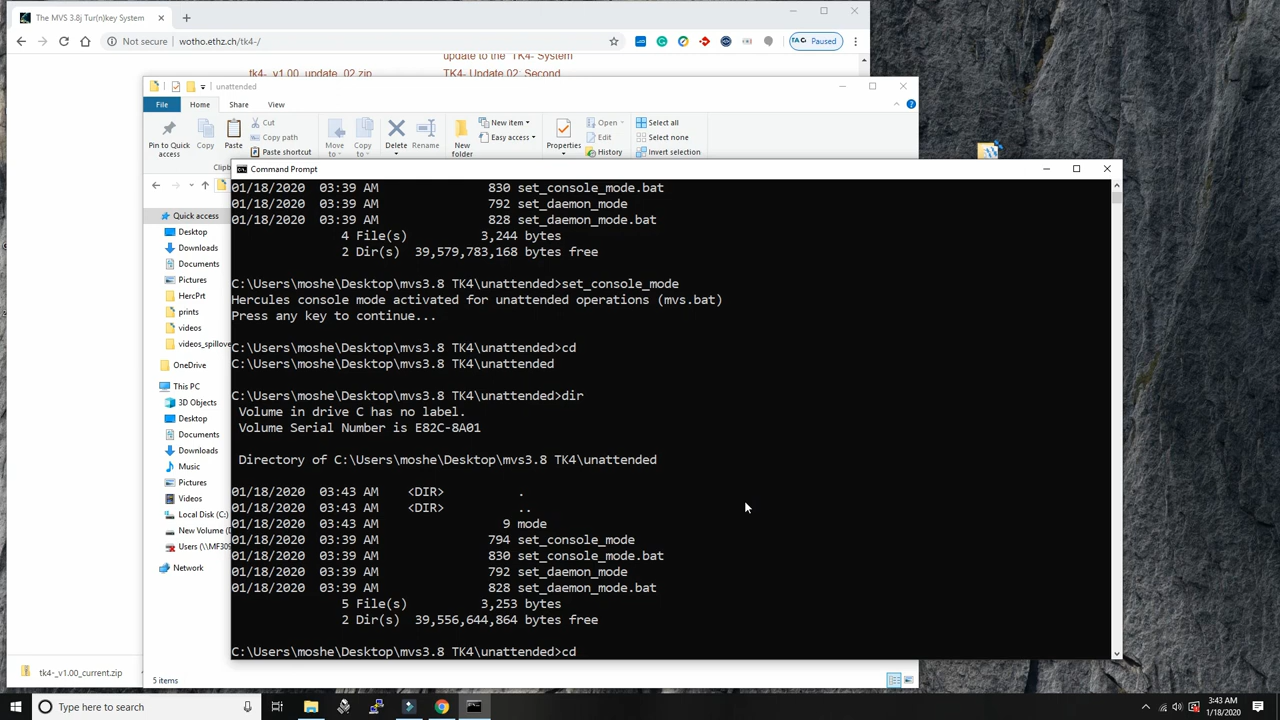 The MVS 3.8j Tur(n)key System
Not secure
wotho.ethz.ch/tk4-/
Paused
update to the TK4- System
tk4-_v1.00_update_02.zip
TK4- Update 02: Second
unattended
File
Home
Share
View
Pin to Quick access
Copy
Paste
Cut
Copy path
Paste shortcut
Move to
Copy to
Delete
Rename
New folder
New item
Easy access
Properties
Open
Edit
History
Select all
Select none
Invert selection
Command Prompt
Quick access
Desktop
Downloads
Documents
Pictures
HercPrt
prints
videos
videos_spillove
OneDrive
This PC
3D Objects
Desktop
Documents
Downloads
Music
Pictures
Videos
Local Disk (C:)
New Volume (D
Users (\\MF309
Network
5 items
01/18/2020  03:39 AM               830 set_console_mode.bat
01/18/2020  03:39 AM               792 set_daemon_mode
01/18/2020  03:39 AM               828 set_daemon_mode.bat
4 File(s)          3,244 bytes
2 Dir(s)  39,579,783,168 bytes free
C:\Users\moshe\Desktop\mvs3.8 TK4\unattended>set_console_mode
Hercules console mode activated for unattended operations (mvs.bat)
Press any key to continue...
C:\Users\moshe\Desktop\mvs3.8 TK4\unattended>cd
C:\Users\moshe\Desktop\mvs3.8 TK4\unattended
C:\Users\moshe\Desktop\mvs3.8 TK4\unattended>dir
Volume in drive C has no label.
Volume Serial Number is E82C-8A01
Directory of C:\Users\moshe\Desktop\mvs3.8 TK4\unattended
01/18/2020  03:43 AM    <DIR>          .
01/18/2020  03:43 AM    <DIR>          ..
01/18/2020  03:43 AM                 9 mode
01/18/2020  03:39 AM               794 set_console_mode
01/18/2020  03:39 AM               830 set_console_mode.bat
01/18/2020  03:39 AM               792 set_daemon_mode
01/18/2020  03:39 AM               828 set_daemon_mode.bat
5 File(s)          3,253 bytes
2 Dir(s)  39,556,644,864 bytes free
C:\Users\moshe\Desktop\mvs3.8 TK4\unattended>cd
tk4-_v1.00_current.zip
Type here to search
3:43 AM
1/18/2020